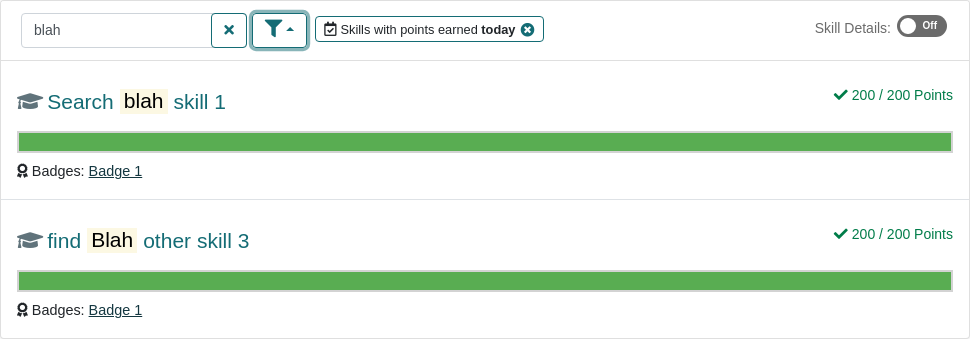 blah Skills with points earned today Skill Details: Off
Search blah skill 1 200 / 200 Points
Badges: Badge 1
find Blah other skill 3 200 / 200 Points
Badges: Badge 1